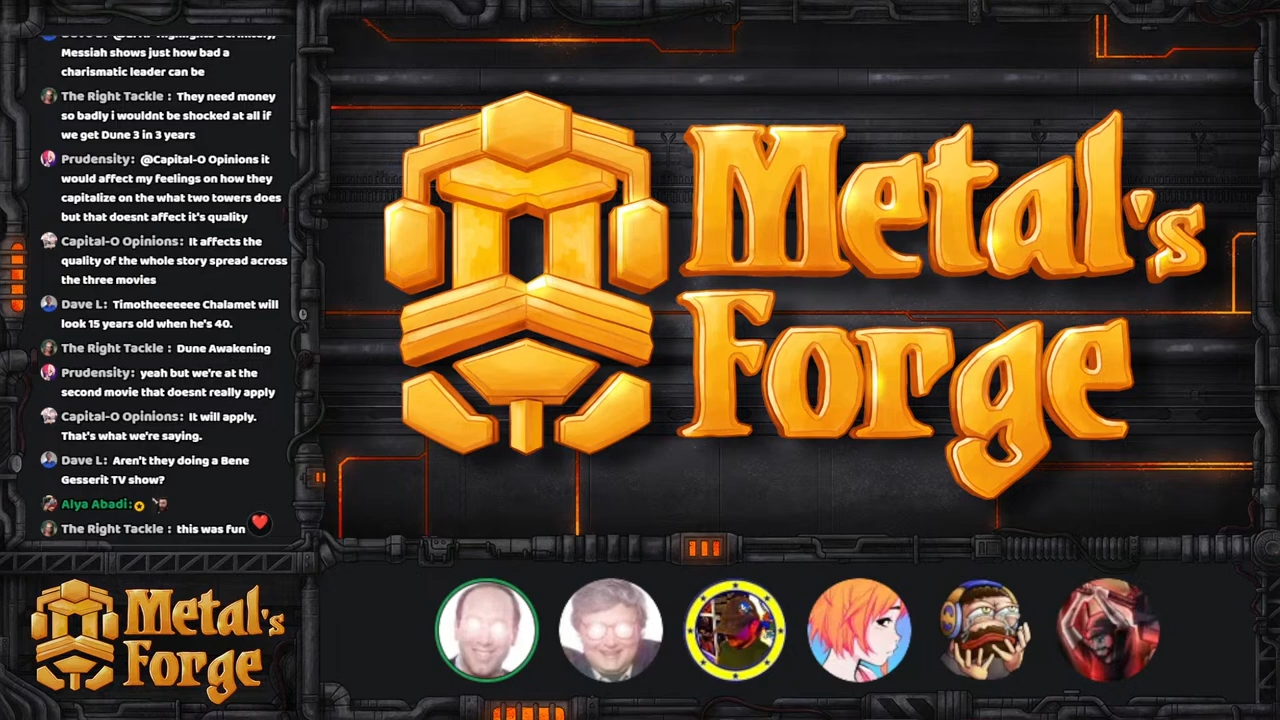 Messiah shows just how bad a
charismatic leader can be
The Right Tackle : They need money
so badly i wouldnt be shocked at all if
we get Dune 3 in 3 years
Prudensity: @Capital-O Opinions it
would affect my feelings on how they
capitalize on the what two towers does
but that doesnt affect it's quality
Capital-O Opinions: It affects the
quality of the whole story spread across
the three movies
Dave L: Timotheeeeeee Chalamet will
look 15 years old when he's 40.
The Right Tackle : Dune Awakening
Prudensity: yeah but we're at the
second movie that doesnt really apply
Capital-O Opinions: It will apply.
That's what we're saying.
Dave L: Aren't they doing a Bene
Gesserit TV show?
Alya Abadi:
The Right Tackle : this was fun
Metal's
Forge
Metal's
Forge